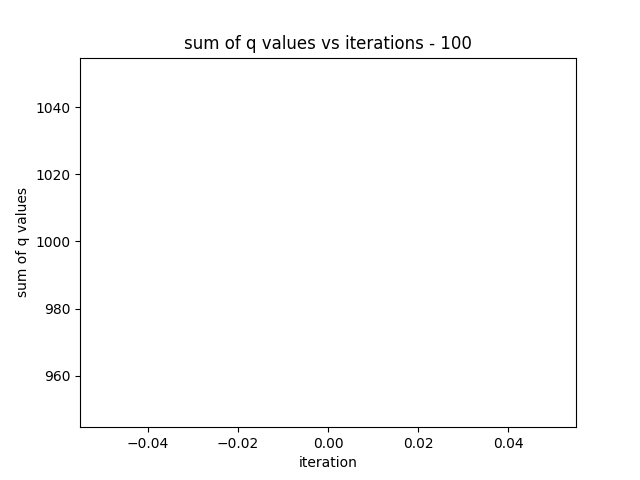 sum of q values vs iterations - 100
sum of q values
1040
1020
1000
980
960
−0.04 −0.02 0.00 0.02 0.04
iteration